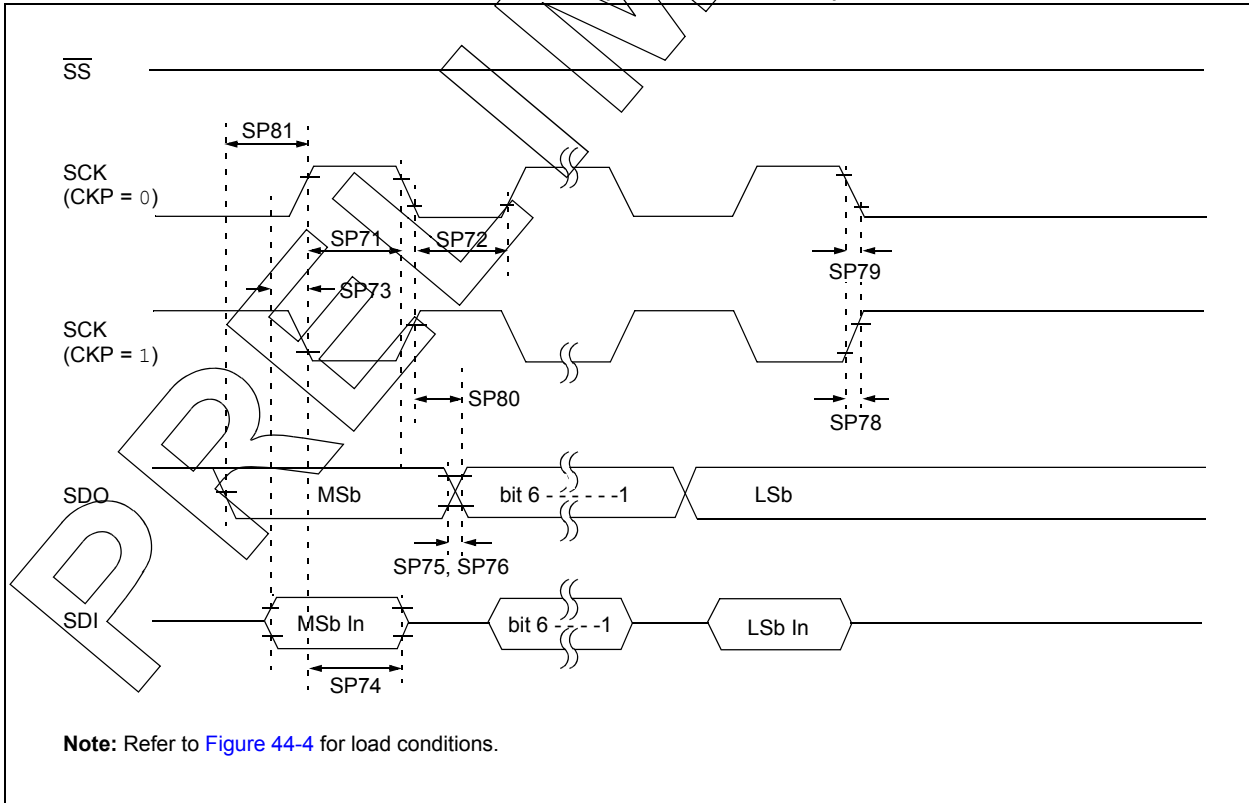 SS
SP81
SCK
(CKP = 0)
SP71
SP72
SP79
SP73
SCK
(CKP = 1)
SP80
SP78
SDO
MSb
bit 6 - - - - - -1
LSb
SP75, SP76
SDI
MSb In
bit 6 - - - -1
LSb In
SP74
Note: Refer to Figure 44-4 for load conditions.
PRELIM